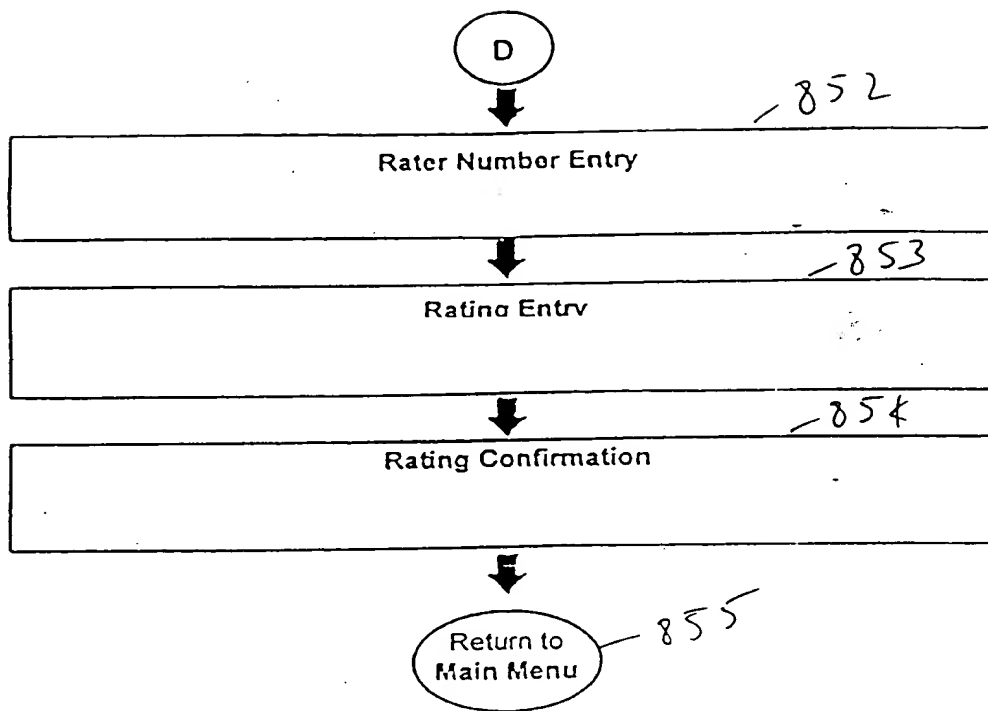 D
852
Rater Number Entry
853
Rating Entry
854
Rating Confirmation
Return to
Main Menu
855